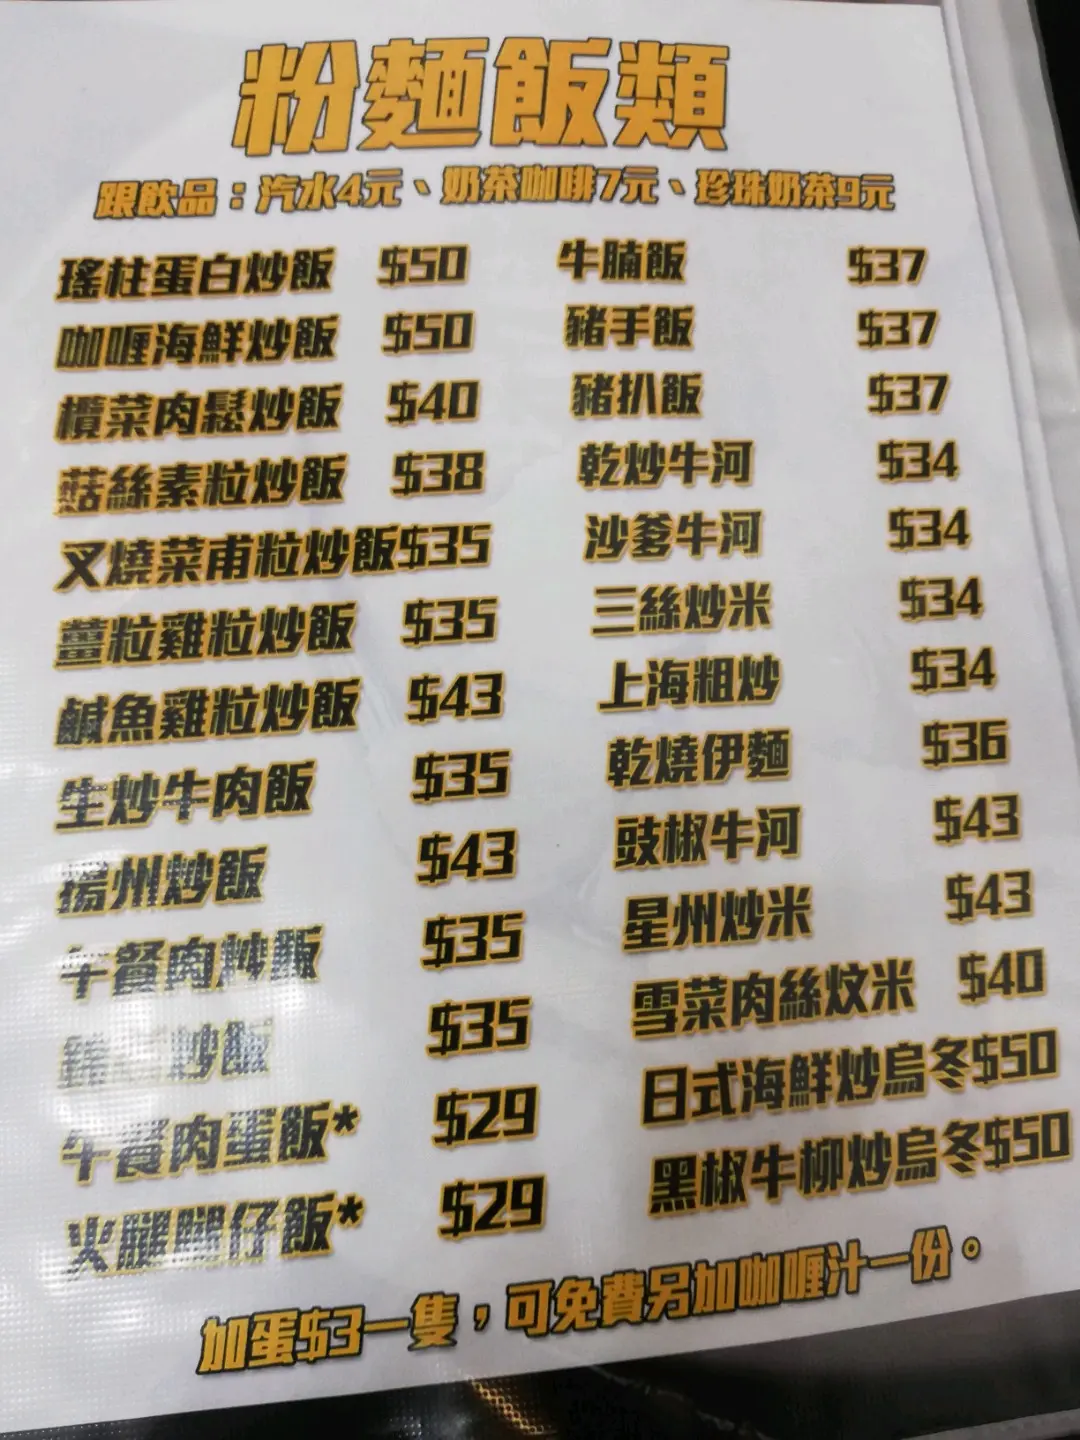 粉麵飯類
跟飲品：汽水4元、奶茶咖啡7元、珍珠奶茶9元
瑤柱蛋白炒飯 $50
咖喱海鮮炒飯 $50
欖菜肉鬆炒飯 $40
菇絲素粒炒飯 $38
叉燒菜甫粒炒飯$35
薑粒雞粒炒飯 $35
鹹魚雞粒炒飯 $43
生炒牛肉飯 $35
揚州炒飯 $43
午餐肉炒飯 $35
炒飯 $35
午餐肉蛋飯* $29
火腿腸仔飯* $29
牛腩飯 $37
豬手飯 $37
豬扒飯 $37
乾炒牛河 $34
沙爹牛河 $34
三絲炒米 $34
上海粗炒 $34
乾燒伊麵 $36
豉椒牛河 $43
星州炒米 $43
雪菜肉絲炆米 $40
日式海鮮炒烏冬$50
黑椒牛柳炒烏冬$50
加蛋$3一隻，可免費另加咖喱汁一份。